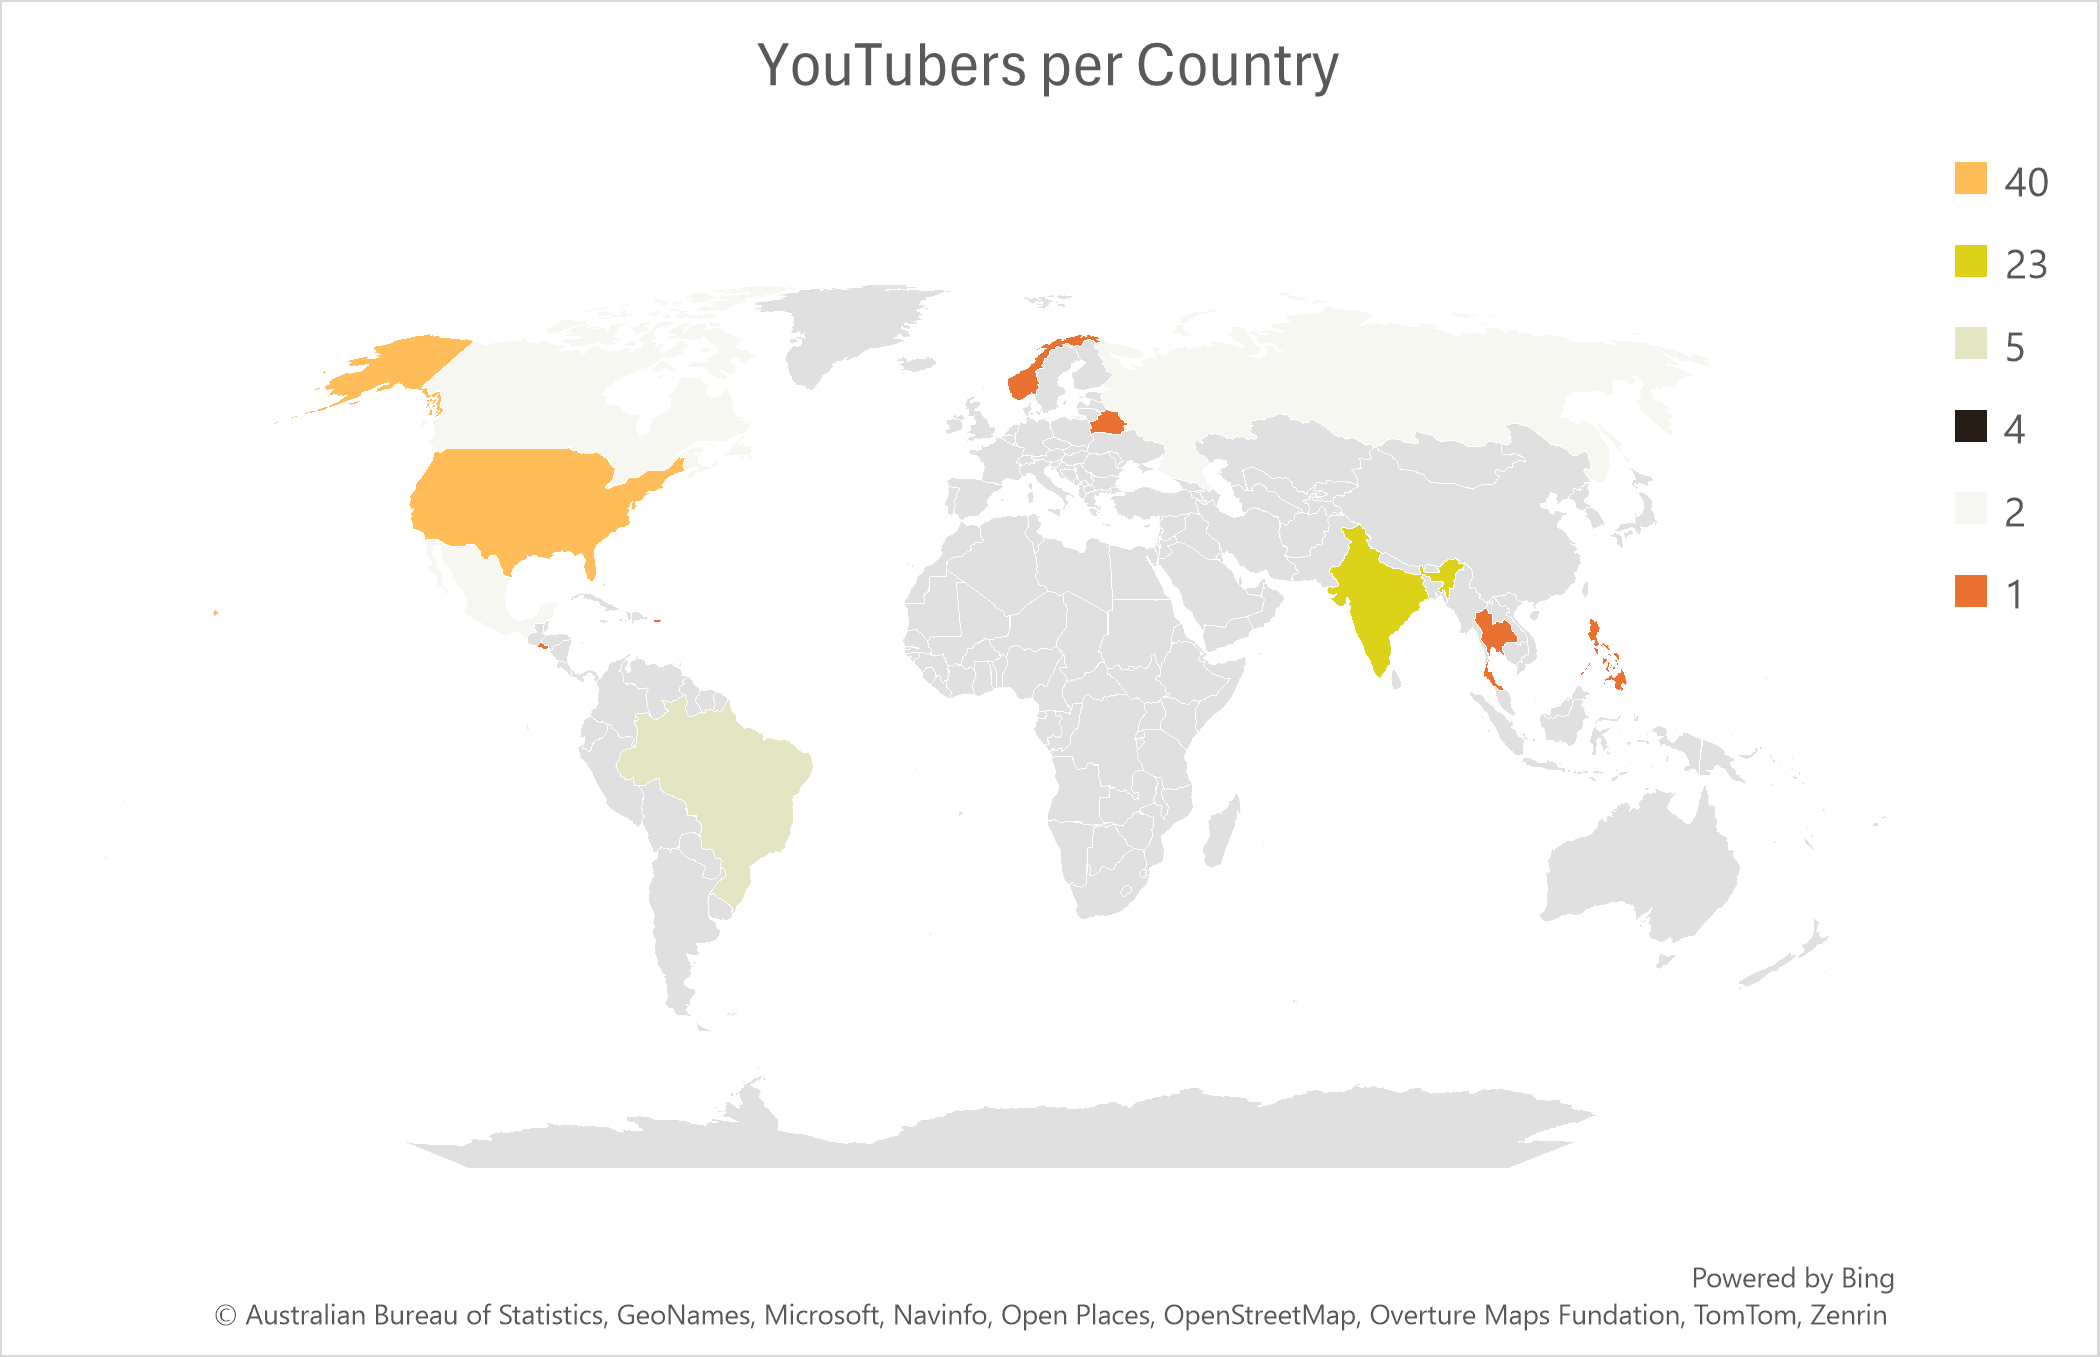 YouTubers per Country
40
23
5
4
2
1
Powered by Bing
© Australian Bureau of Statistics, GeoNames, Microsoft, Navinfo, Open Places, OpenStreetMap, Overture Maps Fundation, TomTom, Zenrin